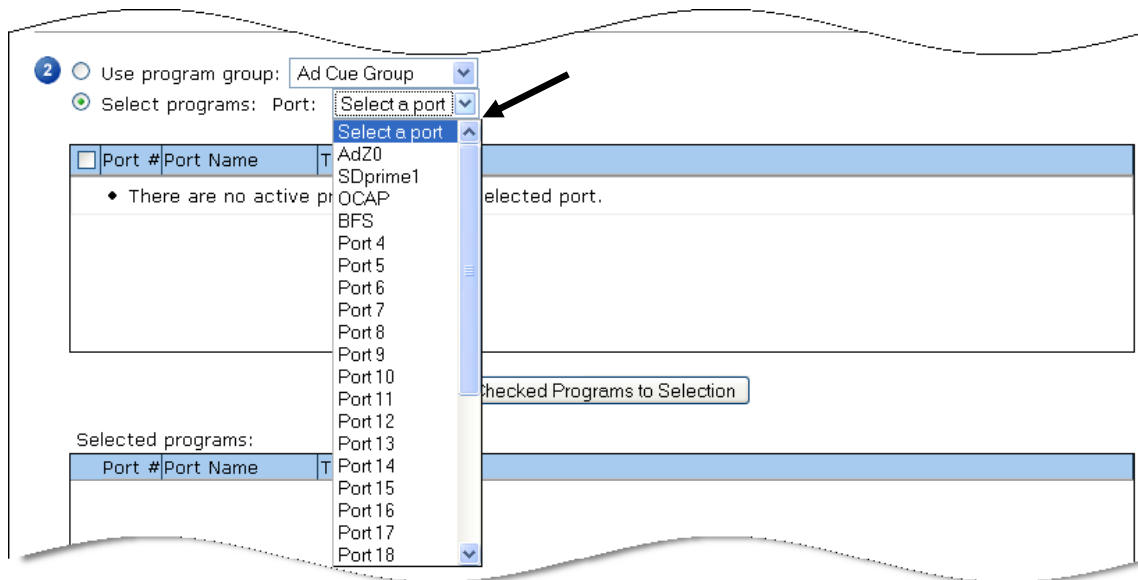 2 Use program group: Ad Cue Group
Select programs: Port: Select a port
Select a port
AdZ0
SDprime1
OCAP
BFS
Port 4
Port 5
Port 6
Port 7
Port 8
Port 9
Port 10
Port 11
Port 12
Port 13
Port 14
Port 15
Port 16
Port 17
Port 18
Port # Port Name T
• There are no active pr elected port.
Checked Programs to Selection
Selected programs:
Port # Port Name T